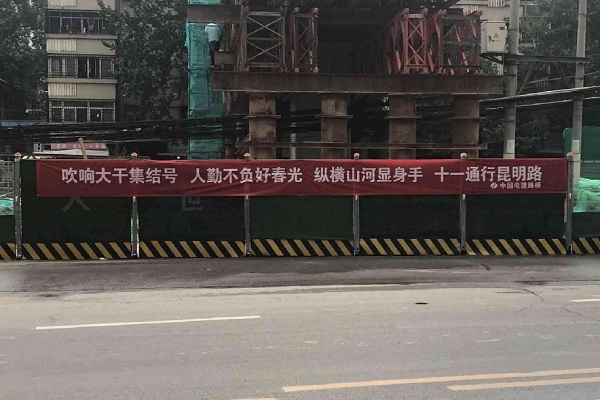 吹响大干集结号 人勤不负好春光 纵横山河显身手 十一通行昆明路
中国电建路桥